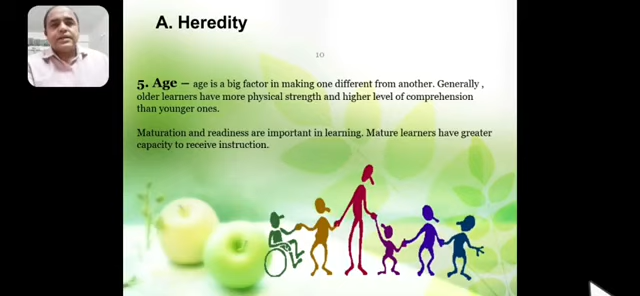 A. Heredity
10
5. Age – age is a big factor in making one different from another. Generally ,
older learners have more physical strength and higher level of comprehension
than younger ones.
Maturation and readiness are important in learning. Mature learners have greater
capacity to receive instruction.